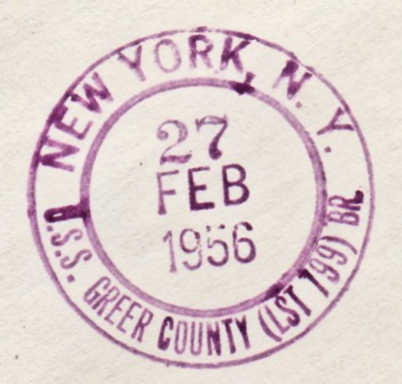 NEW YORK, N. Y.
27
FEB
1956
U.S.S. GREER COUNTY (LST 799) BR.